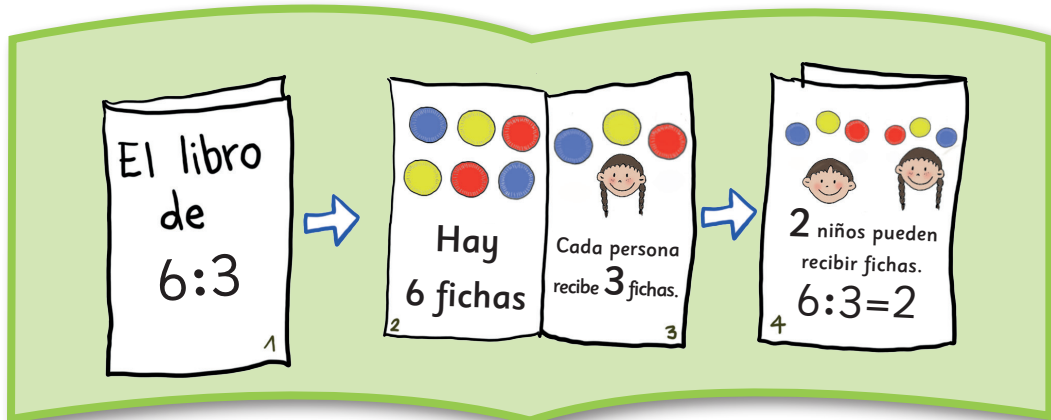 El libro
de
6:3
1
Hay
6 fichas
2
Cada persona
recibe 3 fichas.
3
2 niños pueden
recibir fichas.
6:3=2
4